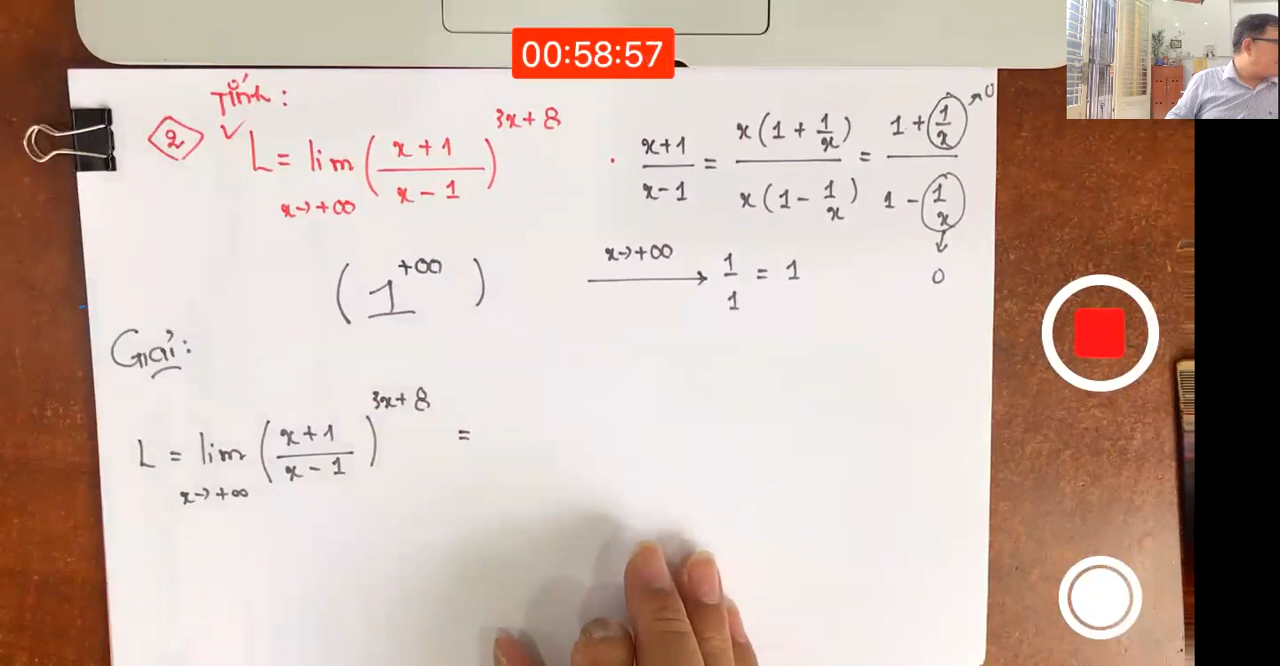 00:58:57
Tính:
2 ✓ L = lim x→+∞ ((x+1)/(x-1))^(3x+8)
(1^(+∞))
· (x+1)/(x-1) = x(1 + 1/x)/x(1 - 1/x) = (1 + 1/x)/(1 - 1/x) → 0 ↓ 0
x→+∞ → 1/1 = 1
Giải:
L = lim x→+∞ ((x+1)/(x-1))^(3x+8) =